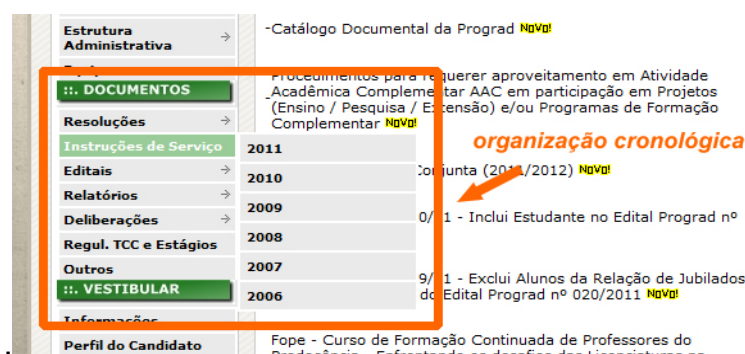 Estrutura
Administrativa
-Catálogo Documental da Prograd NOVO!
::. DOCUMENTOS
Resoluções
Instruções de Serviço
Editais
Relatórios
Deliberações
Regul. TCC e Estágios
Outros
::. VESTIBULAR
Informações
Perfil do Candidato
2011
2010
2009
2008
2007
2006
Procedimentos para requerer aproveitamento em Atividade
-Acadêmica Complementar AAC em participação em Projetos
(Ensino / Pesquisa / Extensão) e/ou Programas de Formação
Complementar NOVO!
organização cronológica
Conjunta (2011/2012) NOVO!
- Inclui Estudante no Edital Prograd nº
- Exclui Alunos da Relação de Jubilados
do Edital Prograd nº 020/2011 NOVO!
Fope - Curso de Formação Continuada de Professores do